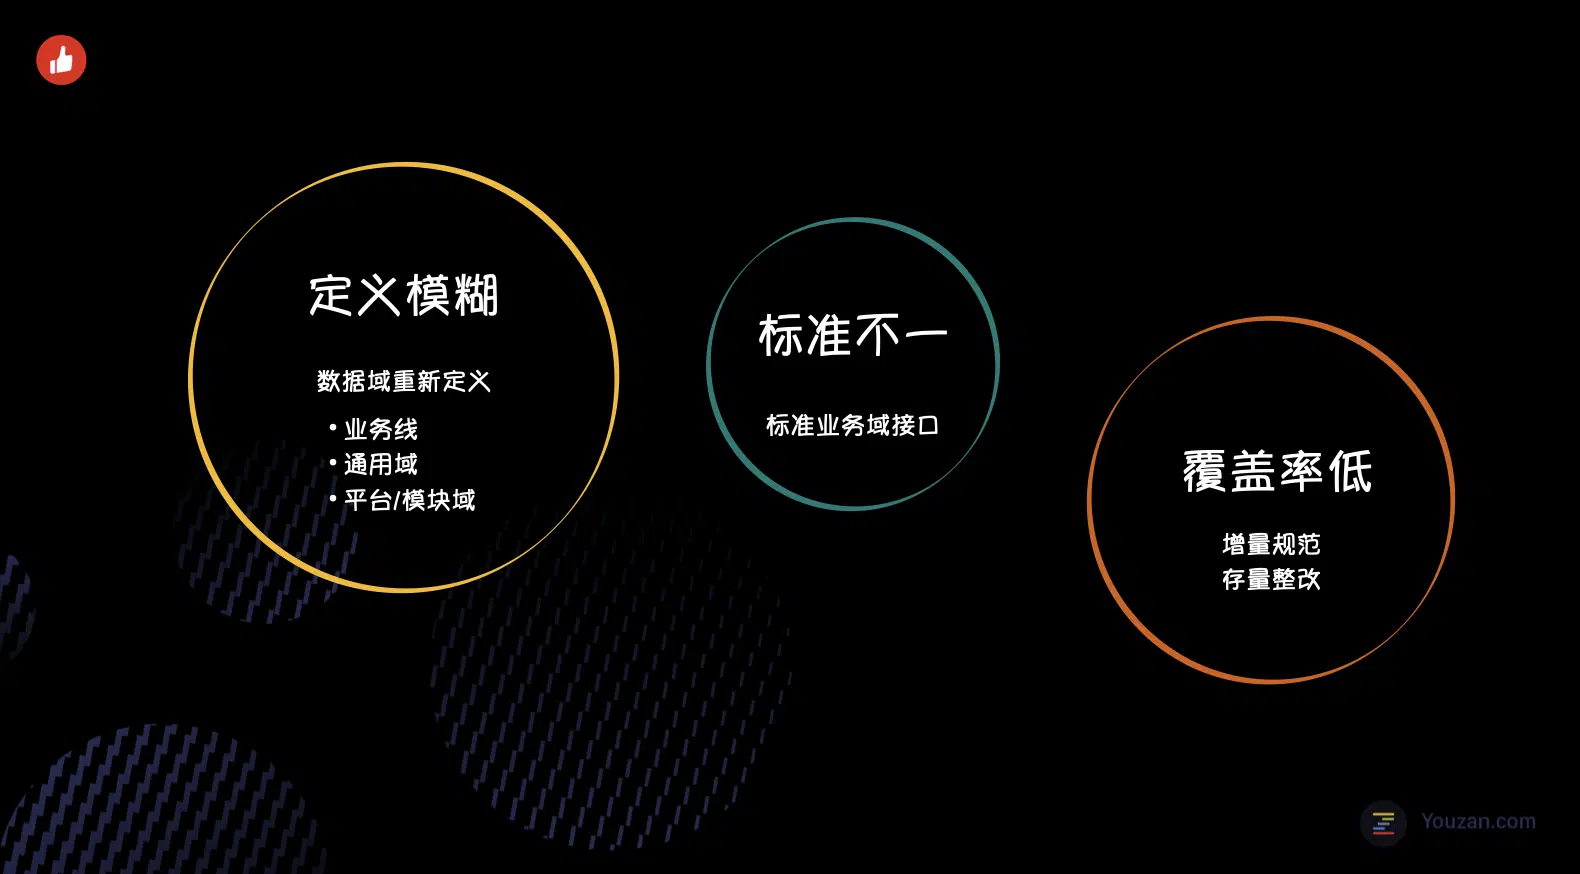 定义模糊
数据域重新定义
• 业务线
• 通用域
• 平台/模块域
标准不一
标准业务域接口
覆盖率低
增量规范
存量整改
Youzan.com